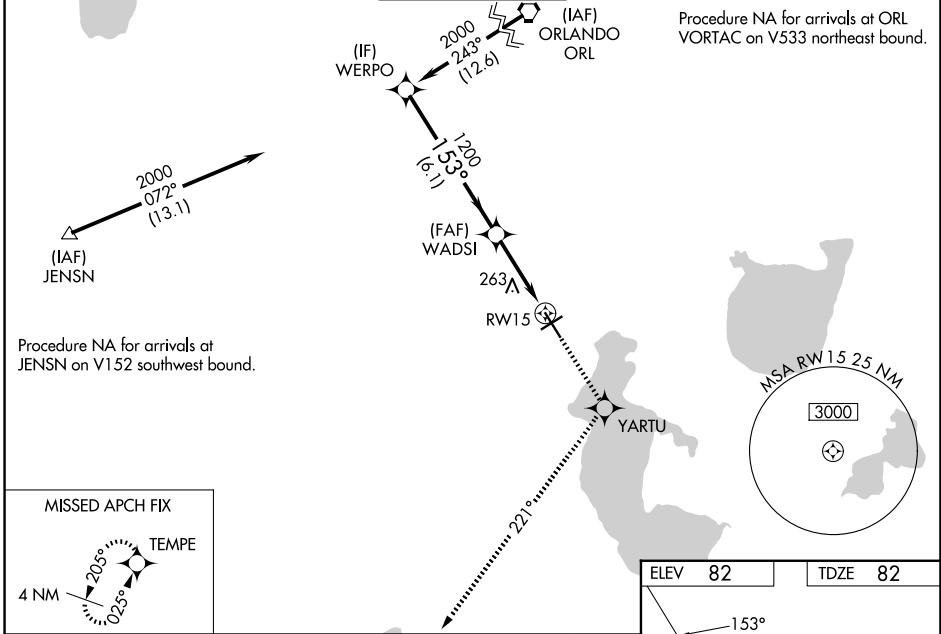 (IAF)
ORLANDO
ORL
Procedure NA for arrivals at ORL
VORTAC on V533 northeast bound.
2000
243°
(12.6)
(IF)
WERPO
1200
153°
(6.1)
2000
072°
(13.1)
(IAF)
JENSN
(FAF)
WADSI
263
RW15
Procedure NA for arrivals at
JENSN on V152 southwest bound.
MSA RW15 25 NM
3000
YARTU
221°
MISSED APCH FIX
TEMPE
205°
4 NM
025°
ELEV 82
TDZE 82
153°